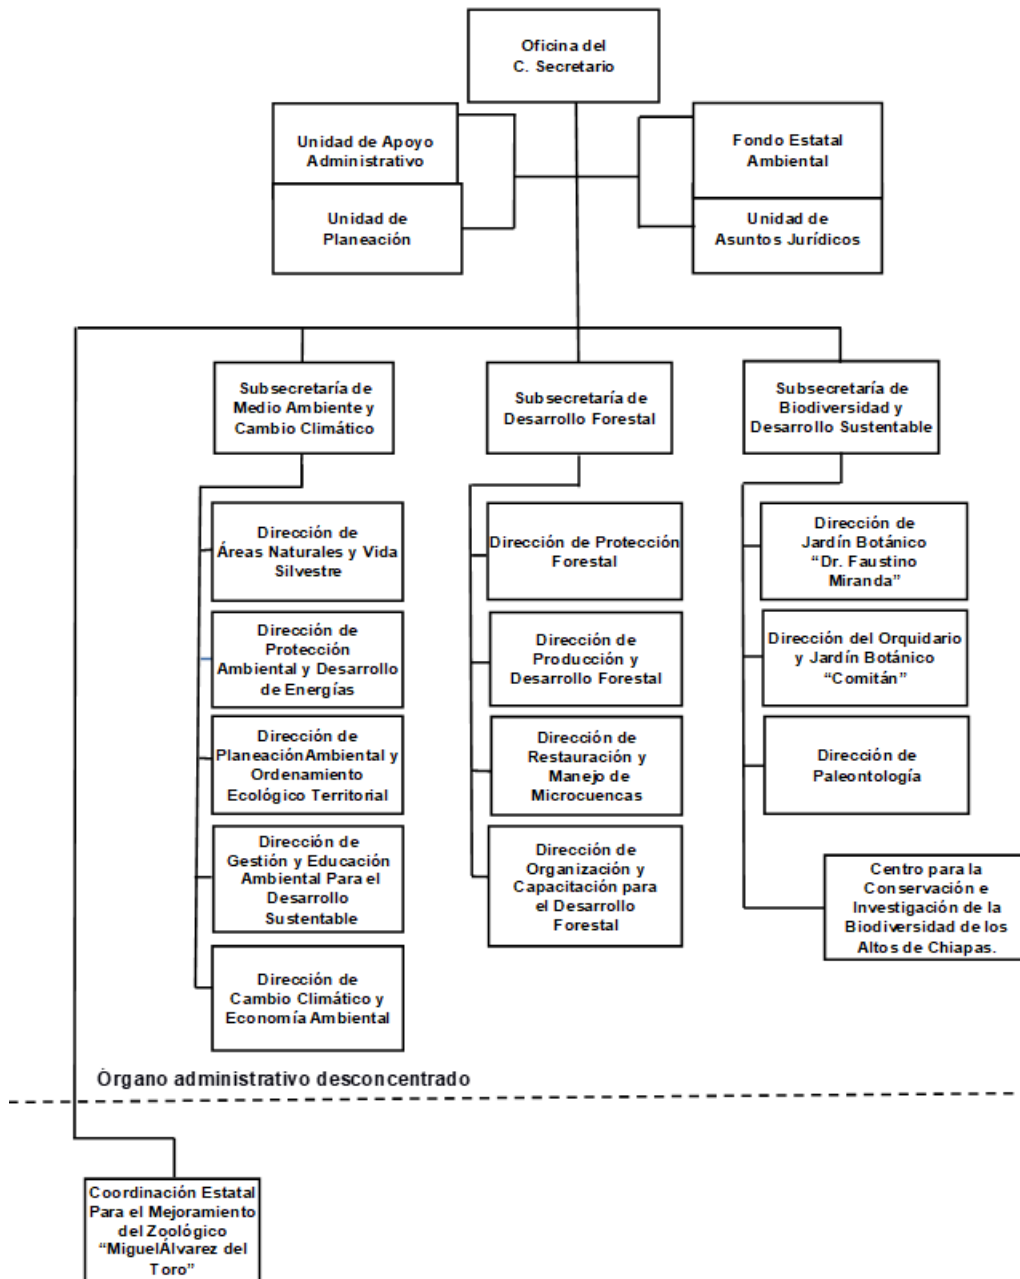 Oficina del
C. Secretario
Unidad de Apoyo
Administrativo
Fondo Estatal
Ambiental
Unidad de
Planeación
Unidad de
Asuntos Jurídicos
Subsecretaría de
Medio Ambiente y
Cambio Climático
Subsecretaría de
Desarrollo Forestal
Subsecretaría de
Biodiversidad y
Desarrollo Sustentable
Dirección de
Áreas Naturales y Vida
Silvestre
Dirección de
Protección
Ambiental y Desarrollo
de Energías
Dirección de
Planeación Ambiental y
Ordenamiento
Ecológico Territorial
Dirección de
Gestión y Educación
Ambiental Para el
Desarrollo
Sustentable
Dirección de
Cambio Climático y
Economía Ambiental
Dirección de Protección
Forestal
Dirección de
Producción y
Desarrollo Forestal
Dirección de
Restauración y
Manejo de
Microcuencas
Dirección de
Organización y
Capacitación para
el Desarrollo
Forestal
Dirección de
Jardín Botánico
“Dr. Faustino
Miranda”
Dirección del Orquidario
y Jardín Botánico
“Comitán”
Dirección de
Paleontología
Centro para la
Conservación e
Investigación de la
Biodiversidad de los
Altos de Chiapas.
Órgano administrativo desconcentrado
Coordinación Estatal
Para el Mejoramiento
del Zoológico
“Miguel Álvarez del
Toro”